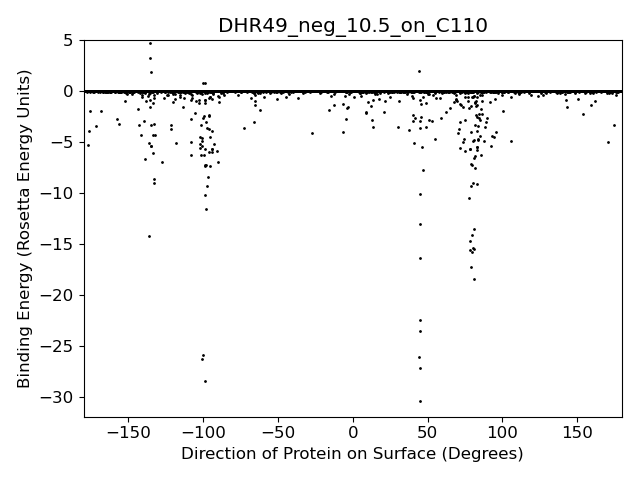 DHR49_neg_10.5_on_C110
Binding Energy (Rosetta Energy Units)
5
0
−5
−10
−15
−20
−25
−30
−150 −100 −50 0 50 100 150
Direction of Protein on Surface (Degrees)